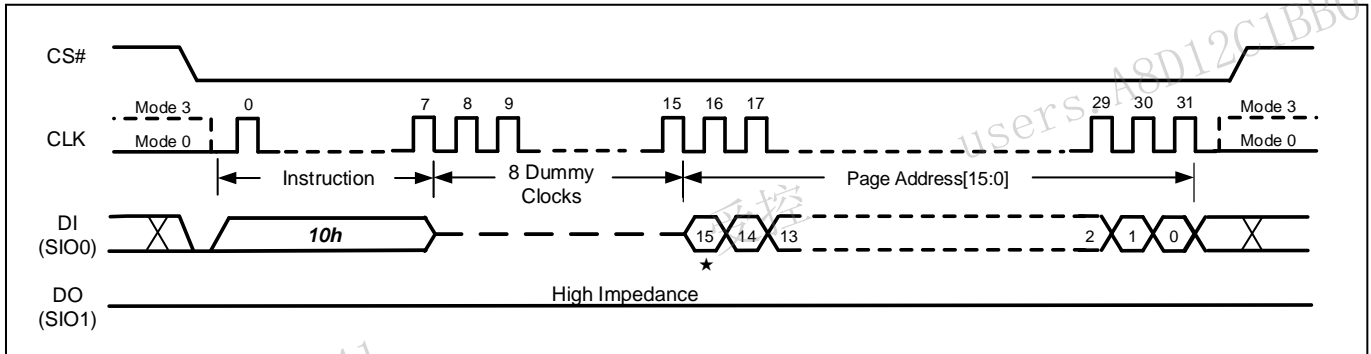 CS#
Mode 3 0 7 8 9 15 16 17 29 30 31 Mode 3
CLK
Mode 0 Mode 0
Instruction 8 Dummy Clocks Page Address[15:0]
DI
(SIO0)
10h 15 14 13 2 1 0
★
DO
(SIO1)
High Impedance
users A8D12C1BB0
受控